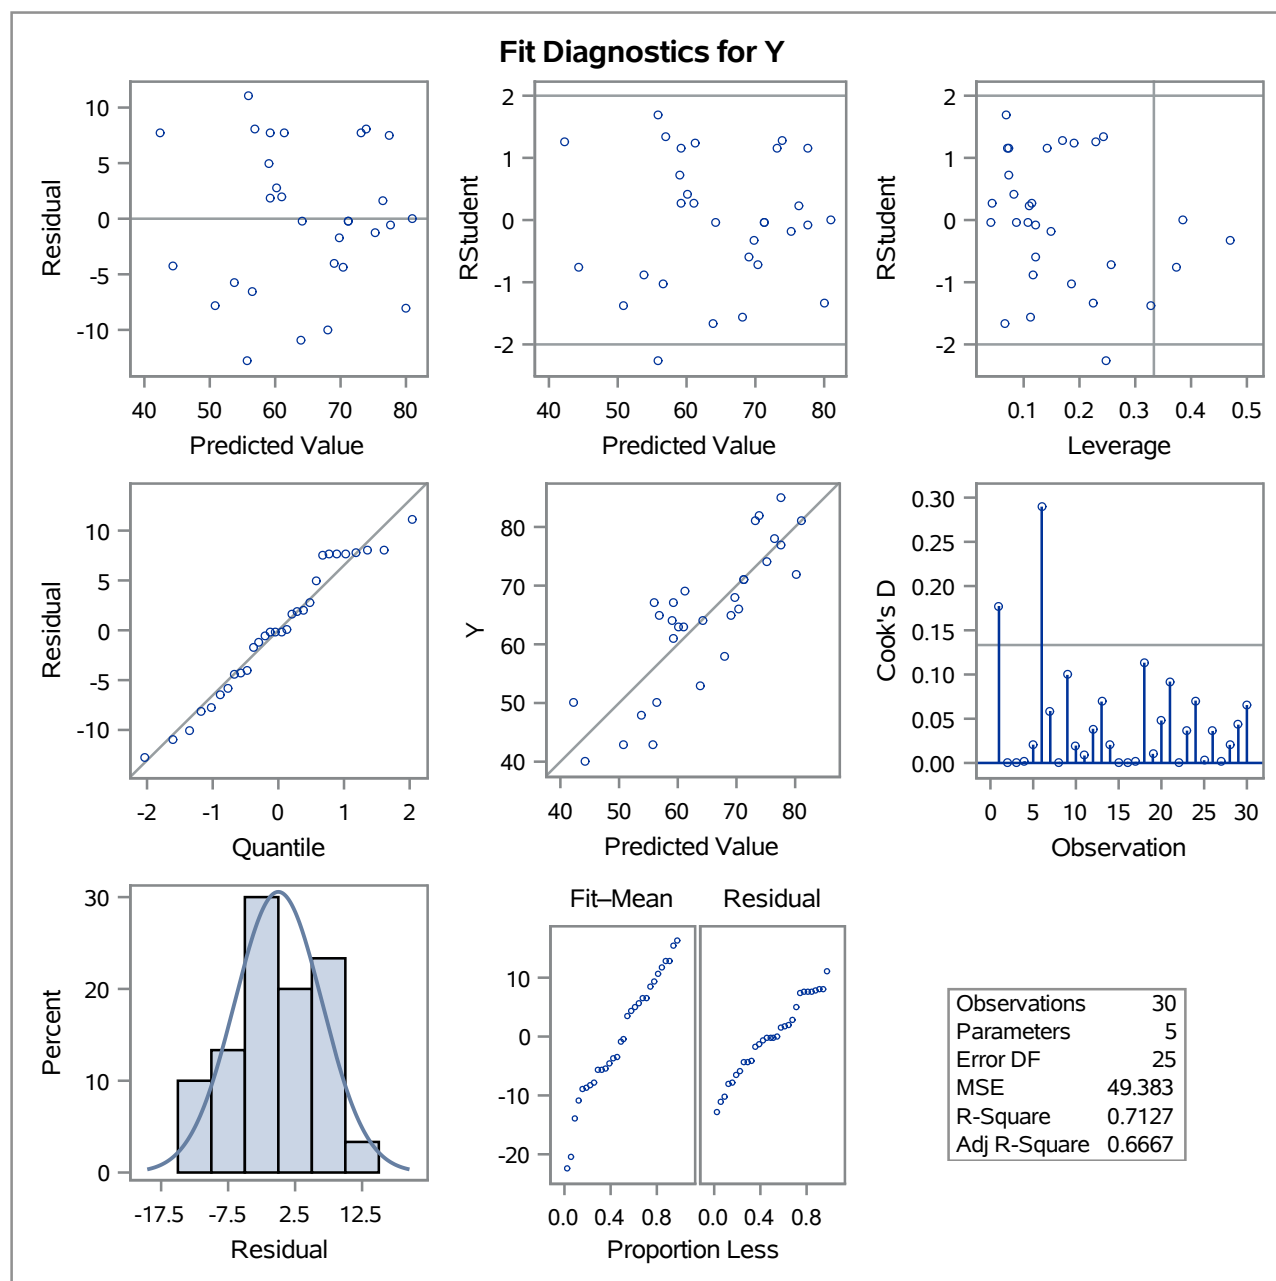 Fit Diagnostics for Y
Residual
10
5
0
-5
-10
40 50 60 70 80
Predicted Value
RStudent
2
1
0
-1
-2
40 50 60 70 80
Predicted Value
RStudent
2
1
0
-1
-2
0.1 0.2 0.3 0.4 0.5
Leverage
Residual
10
5
0
-5
-10
-2 -1 0 1 2
Quantile
Y
80
70
60
50
40
40 50 60 70 80
Predicted Value
Cook's D
0.30
0.25
0.20
0.15
0.10
0.05
0.00
0 5 10 15 20 25 30
Observation
Percent
30
20
10
0
-17.5 -7.5 2.5 12.5
Residual
Fit–Mean Residual
10
0
-10
-20
0.0 0.4 0.8 0.0 0.4 0.8
Proportion Less
Observations 30
Parameters 5
Error DF 25
MSE 49.383
R-Square 0.7127
Adj R-Square 0.6667